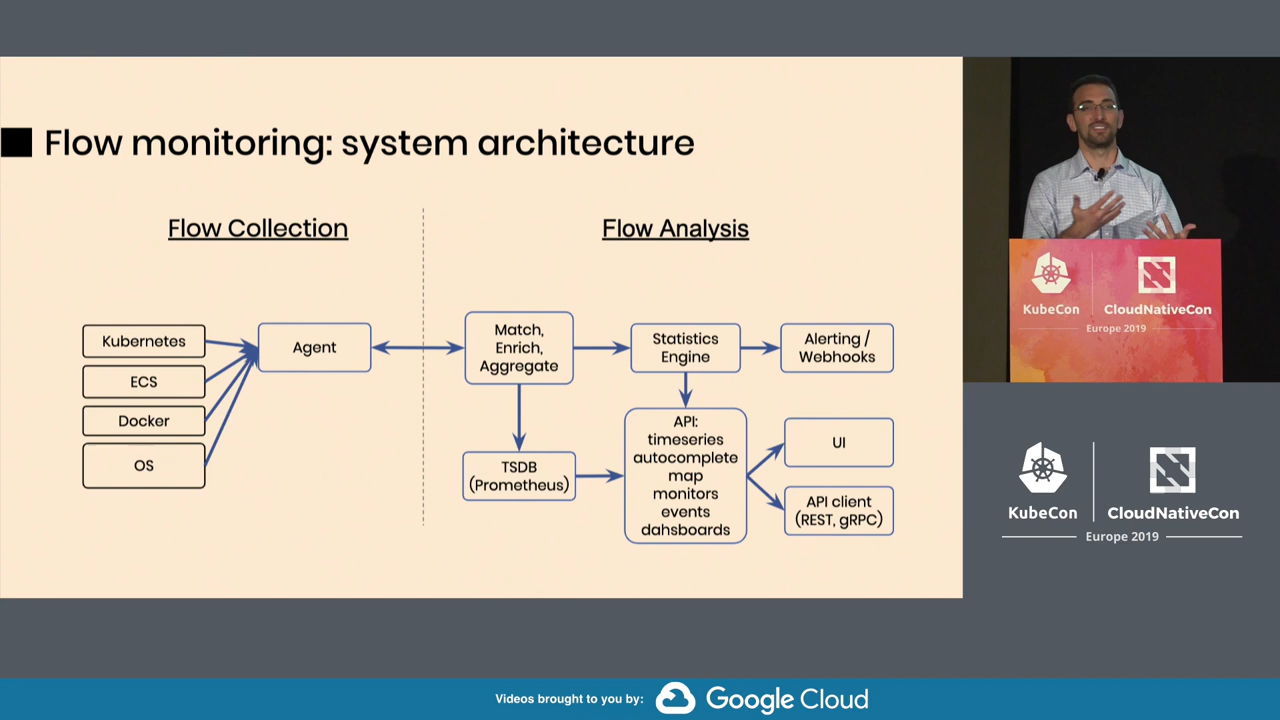 Flow monitoring: system architecture
Flow Collection
Flow Analysis
Kubernetes
ECS
Docker
OS
Agent
Match,
Enrich,
Aggregate
Statistics
Engine
Alerting /
Webhooks
TSDB
(Prometheus)
API:
timeseries
autocomplete
map
monitors
events
dahsboards
UI
API client
(REST, gRPC)
KubeCon
CloudNativeCon
Europe 2019
KubeCon
CloudNativeCon
Europe 2019
Videos brought to you by:
Google Cloud